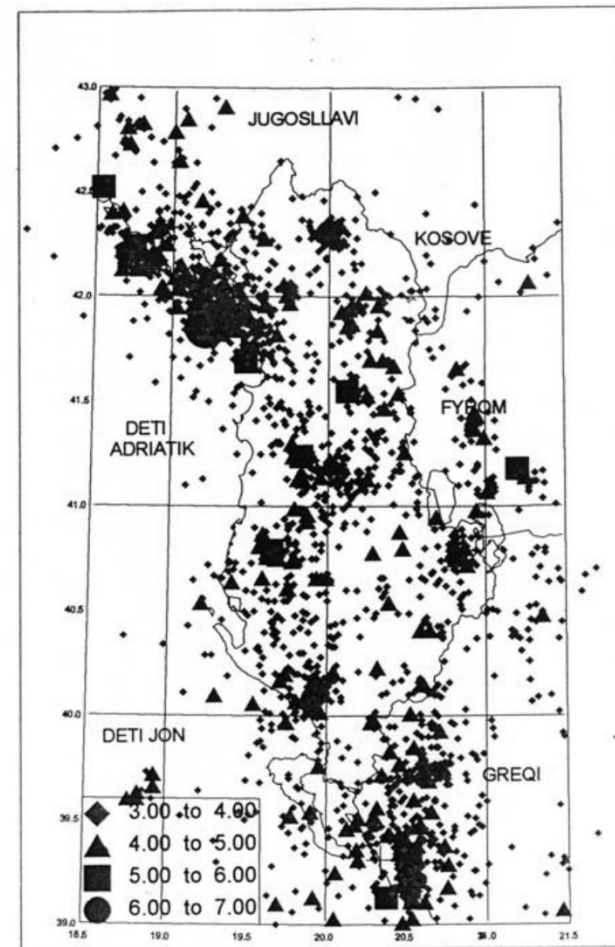 43.0
JUGOSLLAVI
42.5
KOSOVE
42.0
41.5
FYROM
DETI
ADRIATIK
41.0
40.5
40.0
DETI JON
GREQI
3.00 to 4.00
39.5
4.00 to 5.00
5.00 to 6.00
6.00 to 7.00
39.0
18.5 19.0 19.5 20.0 20.5 21.5